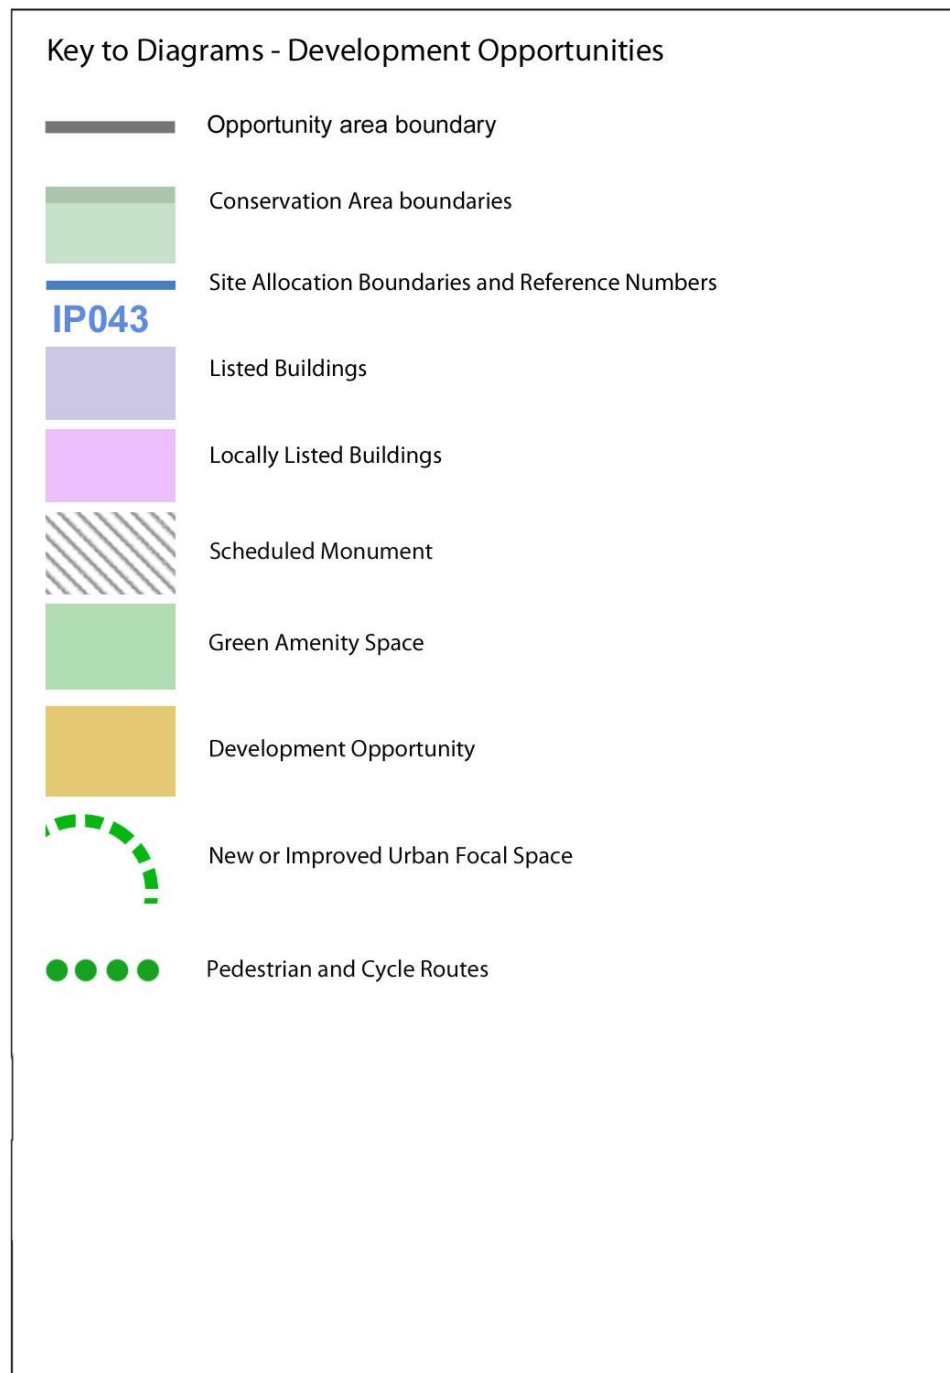 Key to Diagrams - Development Opportunities
Opportunity area boundary
Conservation Area boundaries
Site Allocation Boundaries and Reference Numbers
IP043
Listed Buildings
Locally Listed Buildings
Scheduled Monument
Green Amenity Space
Development Opportunity
New or Improved Urban Focal Space
Pedestrian and Cycle Routes